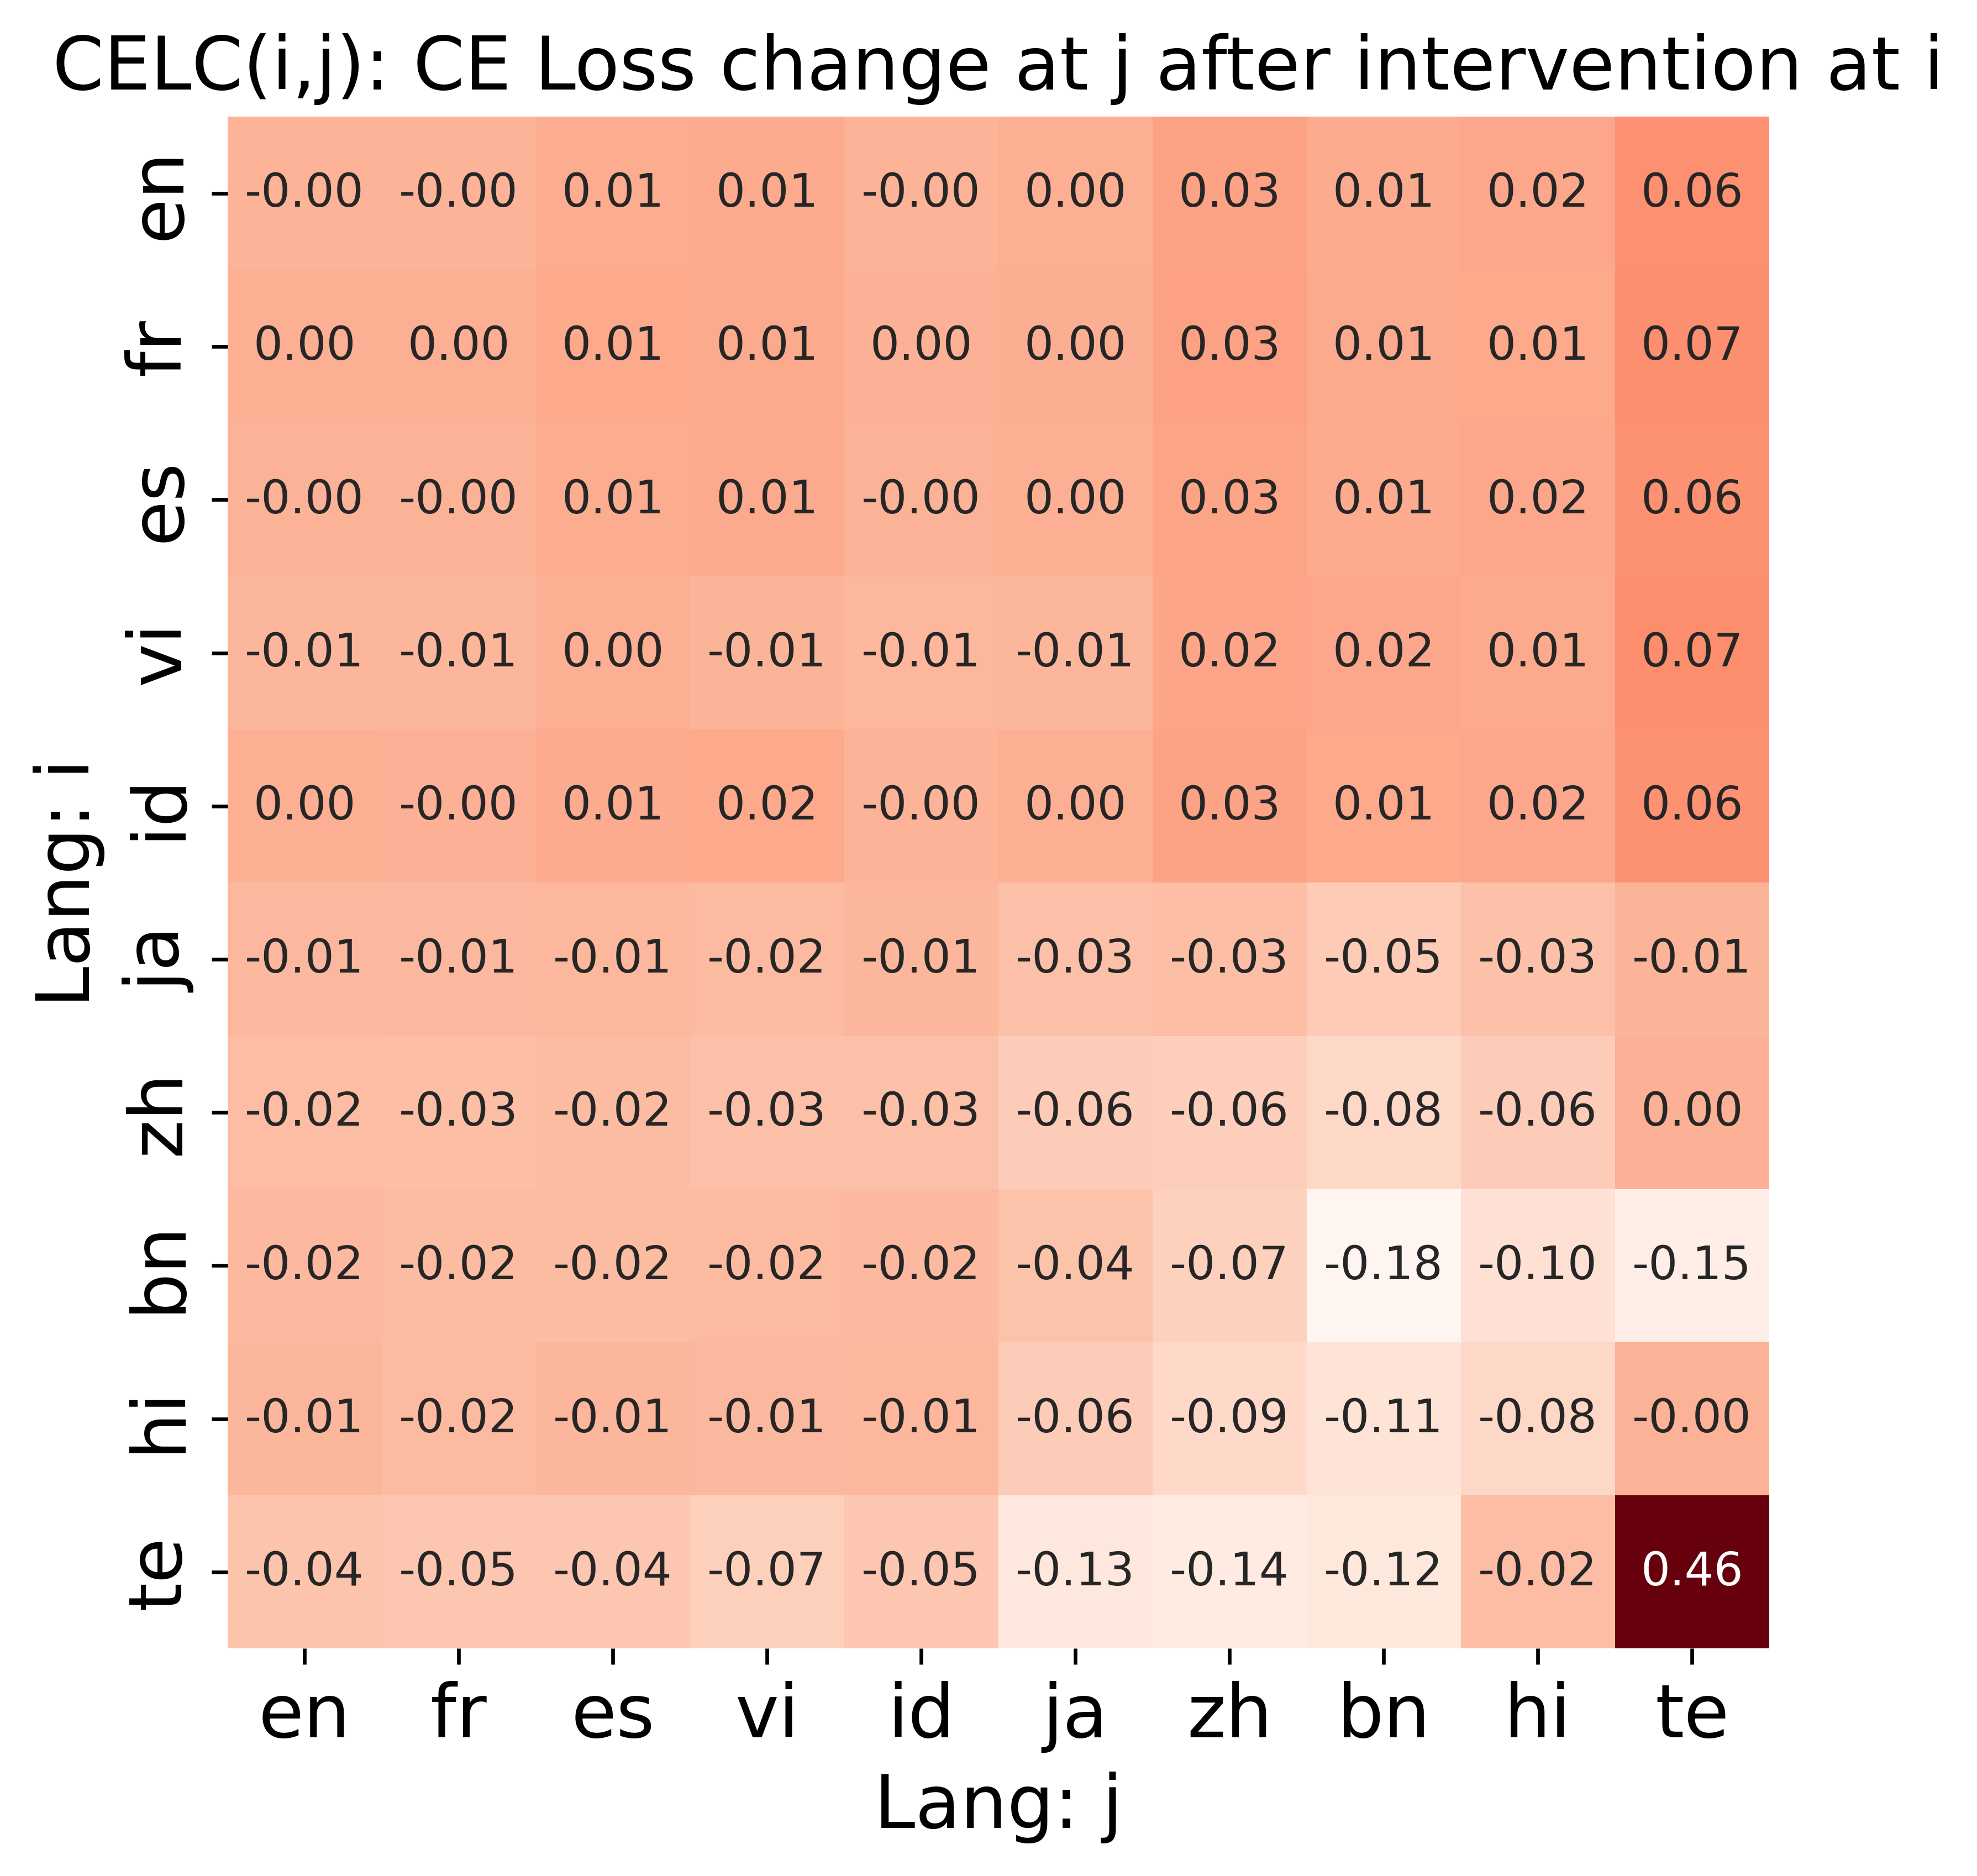 CELC(i,j): CE Loss change at j after intervention at i
Lang: i
en -0.00 -0.00 0.01 0.01 -0.00 0.00 0.03 0.01 0.02 0.06
fr 0.00 0.00 0.01 0.01 0.00 0.00 0.03 0.01 0.01 0.07
es -0.00 -0.00 0.01 0.01 -0.00 0.00 0.03 0.01 0.02 0.06
vi -0.01 -0.01 0.00 -0.01 -0.01 -0.01 0.02 0.02 0.01 0.07
id 0.00 -0.00 0.01 0.02 -0.00 0.00 0.03 0.01 0.02 0.06
ja -0.01 -0.01 -0.01 -0.02 -0.01 -0.03 -0.03 -0.05 -0.03 -0.01
zh -0.02 -0.03 -0.02 -0.03 -0.03 -0.06 -0.06 -0.08 -0.06 0.00
bn -0.02 -0.02 -0.02 -0.02 -0.02 -0.04 -0.07 -0.18 -0.10 -0.15
hi -0.01 -0.02 -0.01 -0.01 -0.01 -0.06 -0.09 -0.11 -0.08 -0.00
te -0.04 -0.05 -0.04 -0.07 -0.05 -0.13 -0.14 -0.12 -0.02 0.46
en fr es vi id ja zh bn hi te
Lang: j